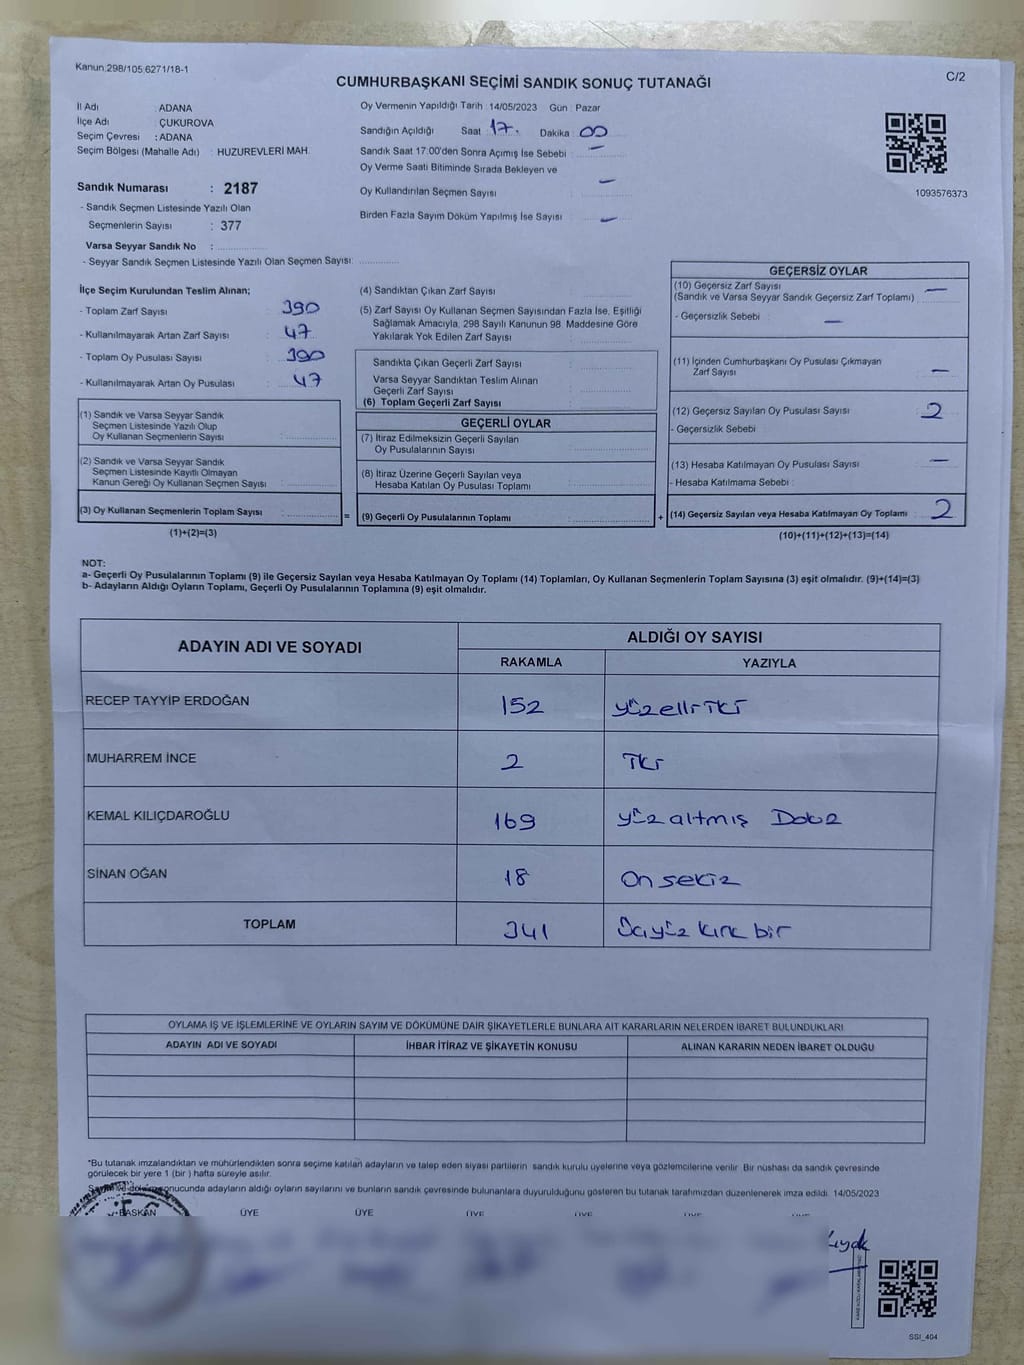 Kanun:298/105 6271/18-1
C/2
CUMHURBAŞKANI SEÇİMİ SANDIK SONUÇ TUTANAĞI
İl Adı : ADANA
İlçe Adı : ÇUKUROVA
Seçim Çevresi : ADANA
Seçim Bölgesi (Mahalle Adı) : HUZUREVLERİ MAH.
Sandık Numarası : 2187
- Sandık Seçmen Listesinde Yazılı Olan
Seçmenlerin Sayısı : 377
Varsa Seyyar Sandık No :
- Seyyar Sandık Seçmen Listesinde Yazılı Olan Seçmen Sayısı:
Oy Vermenin Yapıldığı Tarih : 14/05/2023 Gün : Pazar
Sandığın Açıldığı Saat : 17. Dakika : 00
Sandık Saat 17:00'den Sonra Açımış İse Sebebi : —
Oy Verme Saati Bitiminde Sırada Bekleyen ve
Oy Kullandırılan Seçmen Sayısı : —
Birden Fazla Sayım Döküm Yapılmış İse Sayısı : —
1093576373
İlçe Seçim Kurulundan Teslim Alınan;
- Toplam Zarf Sayısı : 390
- Kullanılmayarak Artan Zarf Sayısı : 47
- Toplam Oy Pusulası Sayısı : 390
- Kullanılmayarak Artan Oy Pusulası : 47
(1) Sandık ve Varsa Seyyar Sandık
Seçmen Listesinde Yazılı Olup
Oy Kullanan Seçmenlerin Sayısı :
(2) Sandık ve Varsa Seyyar Sandık
Seçmen Listesinde Kayıtlı Olmayan
Kanun Gereği Oy Kullanan Seçmen Sayısı :
(3) Oy Kullanan Seçmenlerin Toplam Sayısı :
(1)+(2)=(3)
(4) Sandıktan Çıkan Zarf Sayısı :
(5) Zarf Sayısı Oy Kullanan Seçmen Sayısından Fazla İse, Eşitliği
Sağlamak Amacıyla, 298 Sayılı Kanunun 98. Maddesine Göre
Yakılarak Yok Edilen Zarf Sayısı :
Sandıkta Çıkan Geçerli Zarf Sayısı :
Varsa Seyyar Sandıktan Teslim Alınan
Geçerli Zarf Sayısı :
(6) Toplam Geçerli Zarf Sayısı :
=
GEÇERLİ OYLAR
(7) İtiraz Edilmeksizin Geçerli Sayılan
Oy Pusulalarının Sayısı :
(8) İtiraz Üzerine Geçerli Sayılan veya
Hesaba Katılan Oy Pusulası Toplamı :
(9) Geçerli Oy Pusulalarının Toplamı :
+
GEÇERSİZ OYLAR
(10) Geçersiz Zarf Sayısı : —
(Sandık ve Varsa Seyyar Sandık Geçersiz Zarf Toplamı)
- Geçersizlik Sebebi : —
(11) İçinden Cumhurbaşkanı Oy Pusulası Çıkmayan
Zarf Sayısı : —
(12) Geçersiz Sayılan Oy Pusulası Sayısı : 2
- Geçersizlik Sebebi :
(13) Hesaba Katılmayan Oy Pusulası Sayısı : —
- Hesaba Katılmama Sebebi :
(14) Geçersiz Sayılan veya Hesaba Katılmayan Oy Toplamı : 2
(10)+(11)+(12)+(13)=(14)
NOT:
a- Geçerli Oy Pusulalarının Toplamı (9) ile Geçersiz Sayılan veya Hesaba Katılmayan Oy Toplamı (14) Toplamları, Oy Kullanan Seçmenlerin Toplam Sayısına (3) eşit olmalıdır. (9)+(14)=(3)
b- Adayların Aldığı Oyların Toplamı, Geçerli Oy Pusulalarının Toplamına (9) eşit olmalıdır.
ADAYIN ADI VE SOYADI
ALDIĞI OY SAYISI
RAKAMLA YAZIYLA
RECEP TAYYİP ERDOĞAN 152 yüzelli İki
MUHARREM İNCE 2 İki
KEMAL KILIÇDAROĞLU 169 yüz altmış Dokuz
SİNAN OĞAN 18 On sekiz
TOPLAM 341 Üçyüz kırk bir
OYLAMA İŞ VE İŞLEMLERİNE VE OYLARIN SAYIM VE DÖKÜMÜNE DAİR ŞİKAYETLERLE BUNLARA AİT KARARLARIN NELERDEN İBARET BULUNDUKLARI
ADAYIN ADI VE SOYADI İHBAR İTİRAZ VE ŞİKAYETİN KONUSU ALINAN KARARIN NEDEN İBARET OLDUĞU
*Bu tutanak imzalandıktan ve mühürlendikten sonra seçime katılan adayların ve talep eden siyasi partilerin sandık kurulu üyelerine veya gözlemcilerine verilir. Bir nüshası da sandık çevresinde
görülecek bir yere 1 (bir ) hafta süreyle asılır.
Sayım ve döküm sonucunda adayların aldığı oyların sayılarını ve bunların sandık çevresinde bulunanlara duyurulduğunu gösteren bu tutanak tarafımızdan düzenlenerek imza edildi. 14/05/2023
BAŞKAN ÜYE ÜYE ÜYE ÜYE
SSI_404